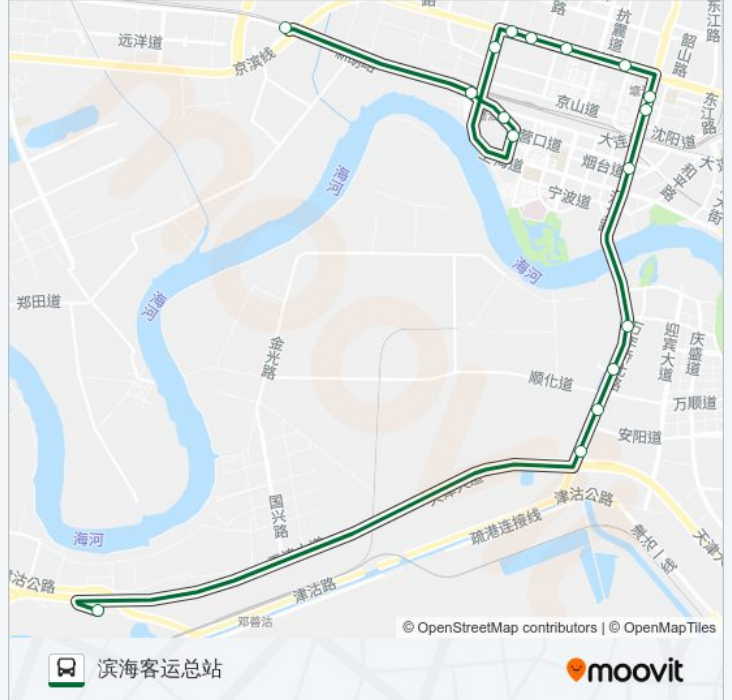 远洋道
京滨线
路
抗震道
韶山路
东江路
京山道
东江路
营口道
大连
沈阳道
烟台道
和平路
宁波道
大街
海河
海河
海河
郑田道
金光路
顺化道
迎宾大道
庆盛道
万顺道
安阳道
国兴路
津沽公路
疏港连接线
津沽路
沽公路
海河
邓善沽
© OpenStreetMap contributors | © OpenMapTiles
滨海客运总站
moovit